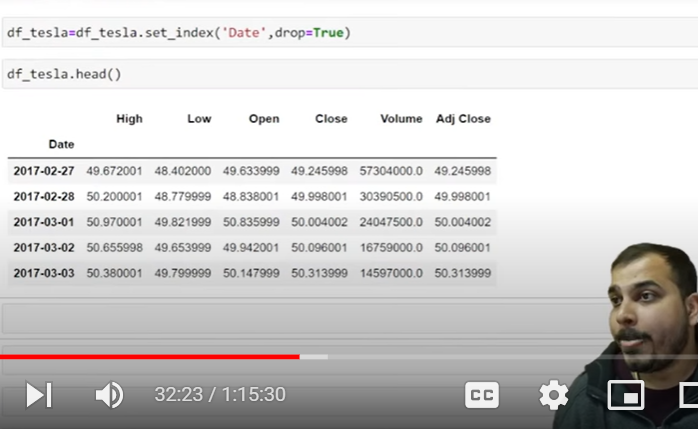 df_tesla=df_tesla.set_index('Date',drop=True)
df_tesla.head()
High Low Open Close Volume Adj Close
Date
2017-02-27 49.672001 48.402000 49.633999 49.245998 57304000.0 49.245998
2017-02-28 50.200001 48.779999 48.838001 49.998001 30390500.0 49.998001
2017-03-01 50.970001 49.821999 50.835999 50.004002 24047500.0 50.004002
2017-03-02 50.655998 49.653999 49.942001 50.096001 16759000.0 50.096001
2017-03-03 50.380001 49.799999 50.147999 50.313999 14597000.0 50.313999
32:23 / 1:15:30
CC